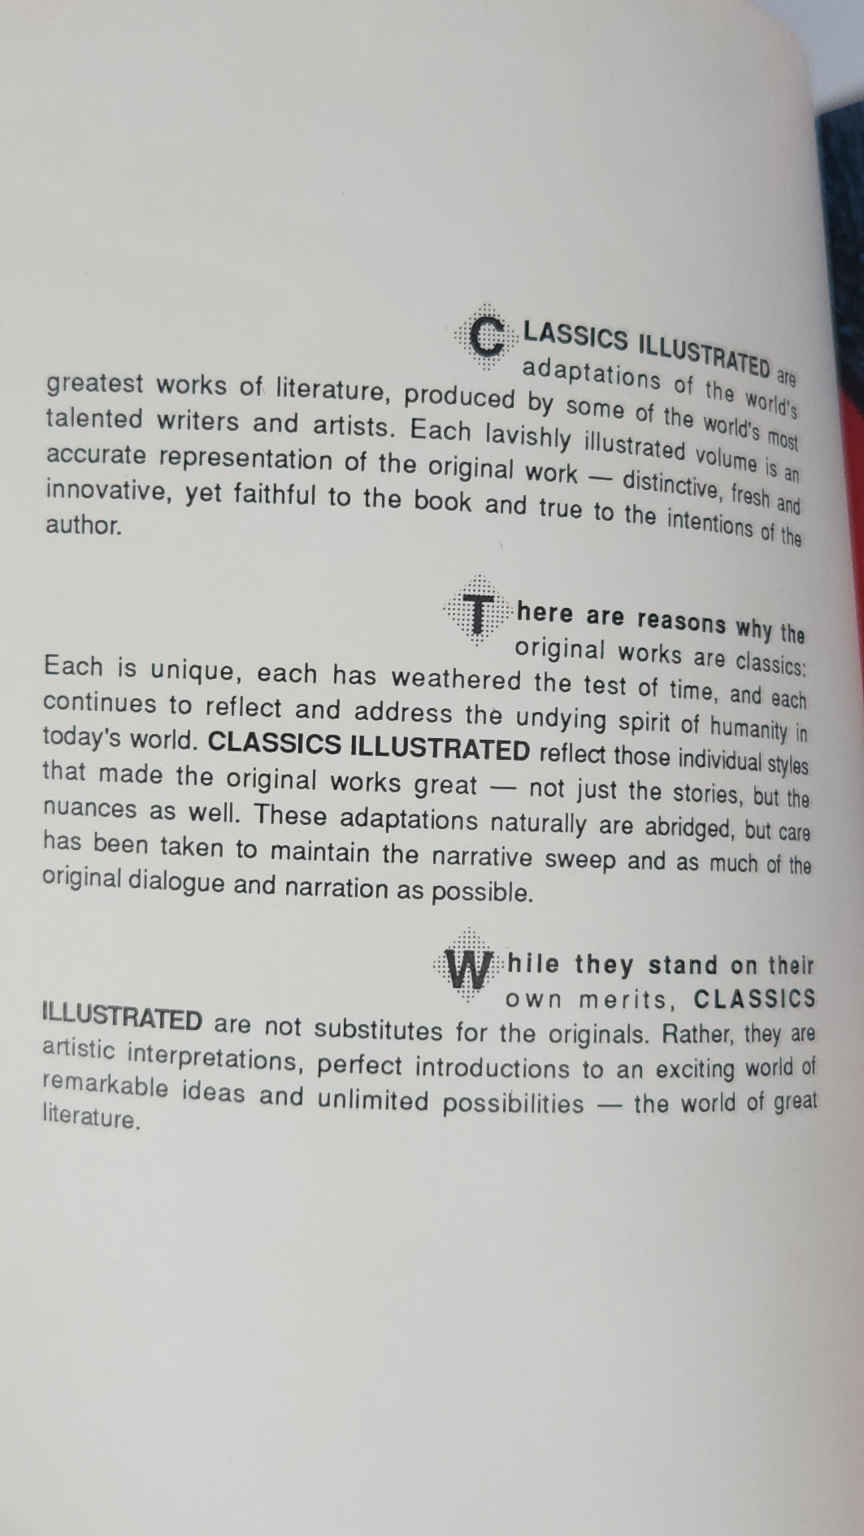 CLASSICS ILLUSTRATED are
adaptations of the world's
greatest works of literature, produced by some of the world's most
talented writers and artists. Each lavishly illustrated volume is an
accurate representation of the original work — distinctive, fresh and
innovative, yet faithful to the book and true to the intentions of the
author.
There are reasons why the
original works are classics:
Each is unique, each has weathered the test of time, and each
continues to reflect and address the undying spirit of humanity in
today's world. CLASSICS ILLUSTRATED reflect those individual styles
that made the original works great — not just the stories, but the
nuances as well. These adaptations naturally are abridged, but care
has been taken to maintain the narrative sweep and as much of the
original dialogue and narration as possible.
While they stand on their
own merits, CLASSICS
ILLUSTRATED are not substitutes for the originals. Rather, they are
artistic interpretations, perfect introductions to an exciting world of
remarkable ideas and unlimited possibilities — the world of great
literature.